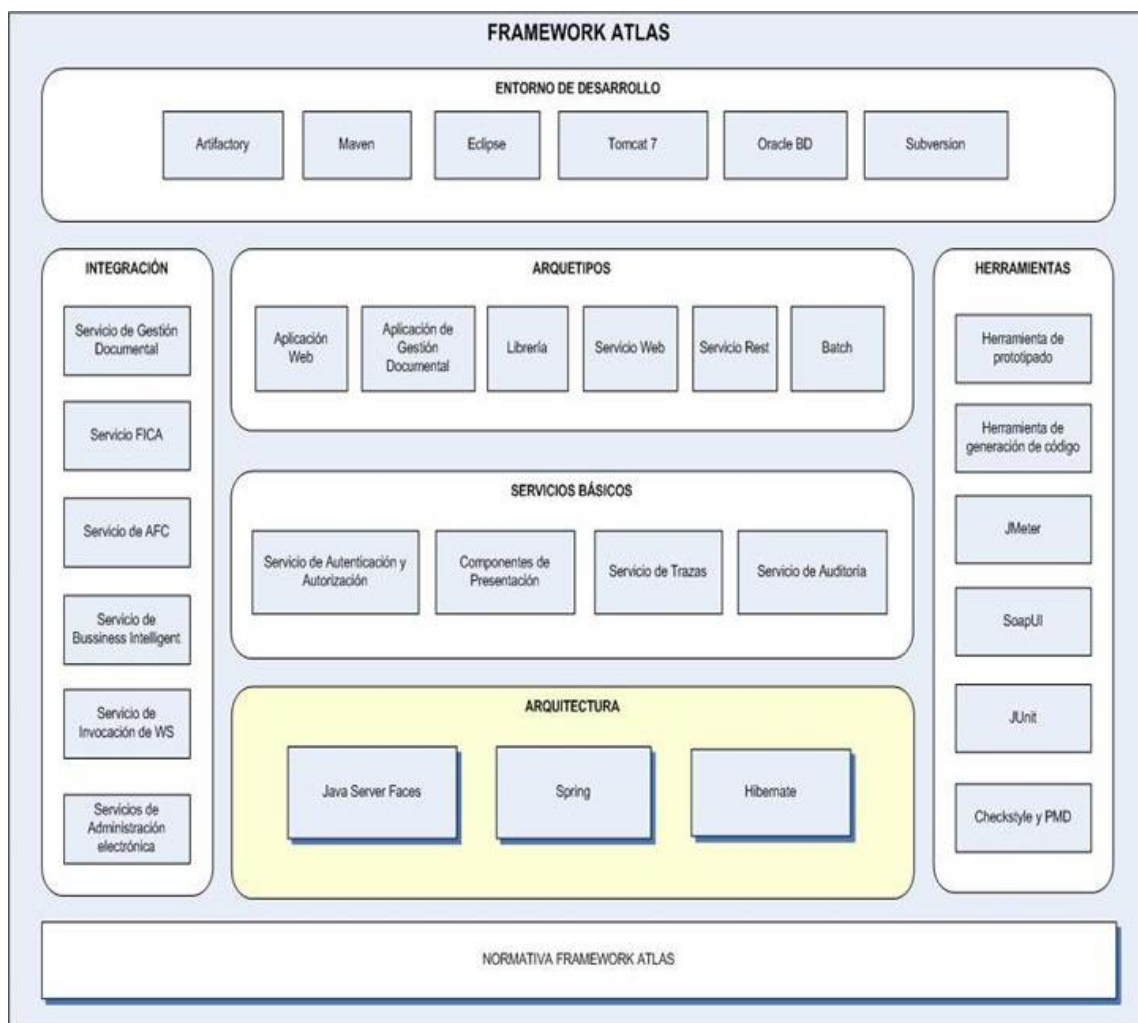 FRAMEWORK ATLAS
ENTORNO DE DESARROLLO
Artifactory
Maven
Eclipse
Tomcat 7
Oracle BD
Subversion
INTEGRACIÓN
Servicio de Gestión
Documental
Servicio FICA
Servicio de AFC
Servicio de
Bussiness Intelligent
Servicio de
Invocación de WS
Servicios de
Administración
electrónica
ARQUETIPOS
Aplicación
Web
Aplicación de
Gestión
Documental
Librería
Servicio Web
Servicio Rest
Batch
SERVICIOS BÁSICOS
Servicio de Autenticación y
Autorización
Componentes de
Presentación
Servicio de Trazas
Servicio de Auditoría
ARQUITECTURA
Java Server Faces
Spring
Hibernate
HERRAMIENTAS
Herramienta de
prototipado
Herramienta de
generación de código
JMeter
SoapUI
JUnit
Checkstyle y PMD
NORMATIVA FRAMEWORK ATLAS